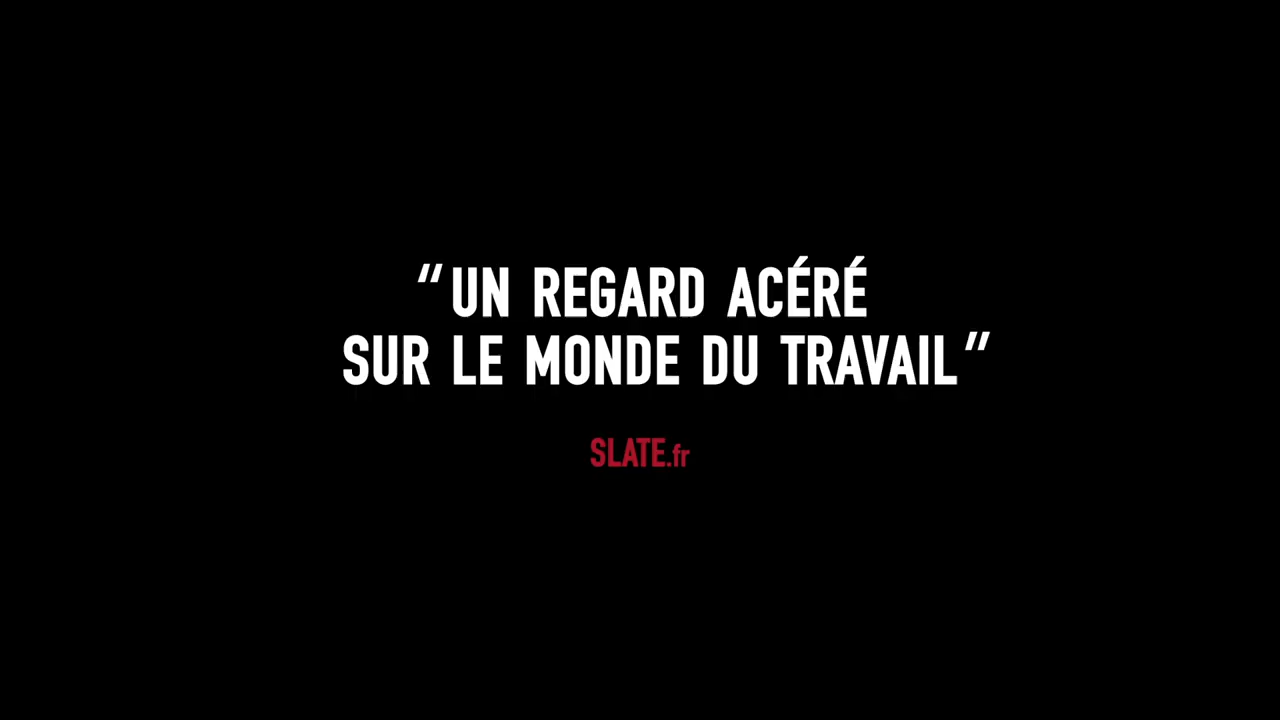 “UN REGARD ACÉRÉ
SUR LE MONDE DU TRAVAIL”
SLATE.fr